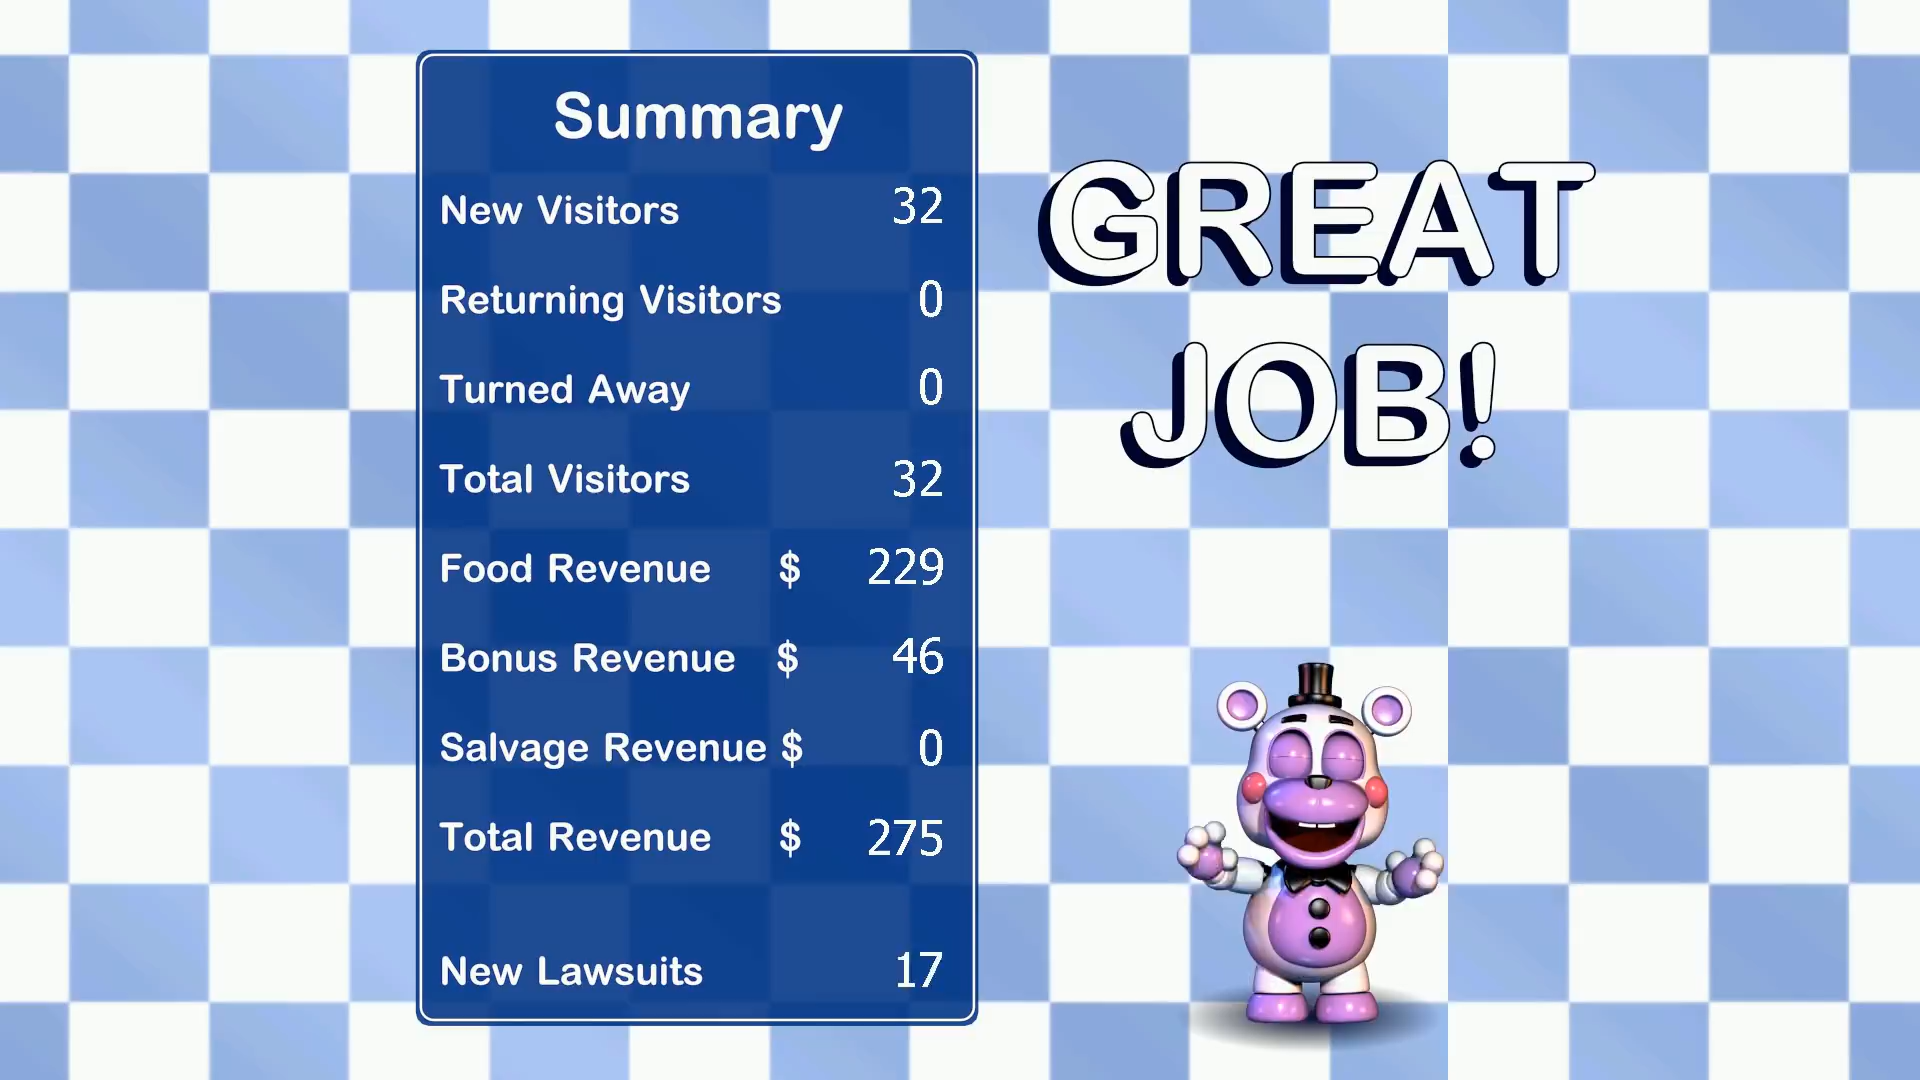 Summary
New Visitors 32
Returning Visitors 0
Turned Away 0
Total Visitors 32
Food Revenue $ 229
Bonus Revenue $ 46
Salvage Revenue $ 0
Total Revenue $ 275
New Lawsuits 17
GREAT
JOB!